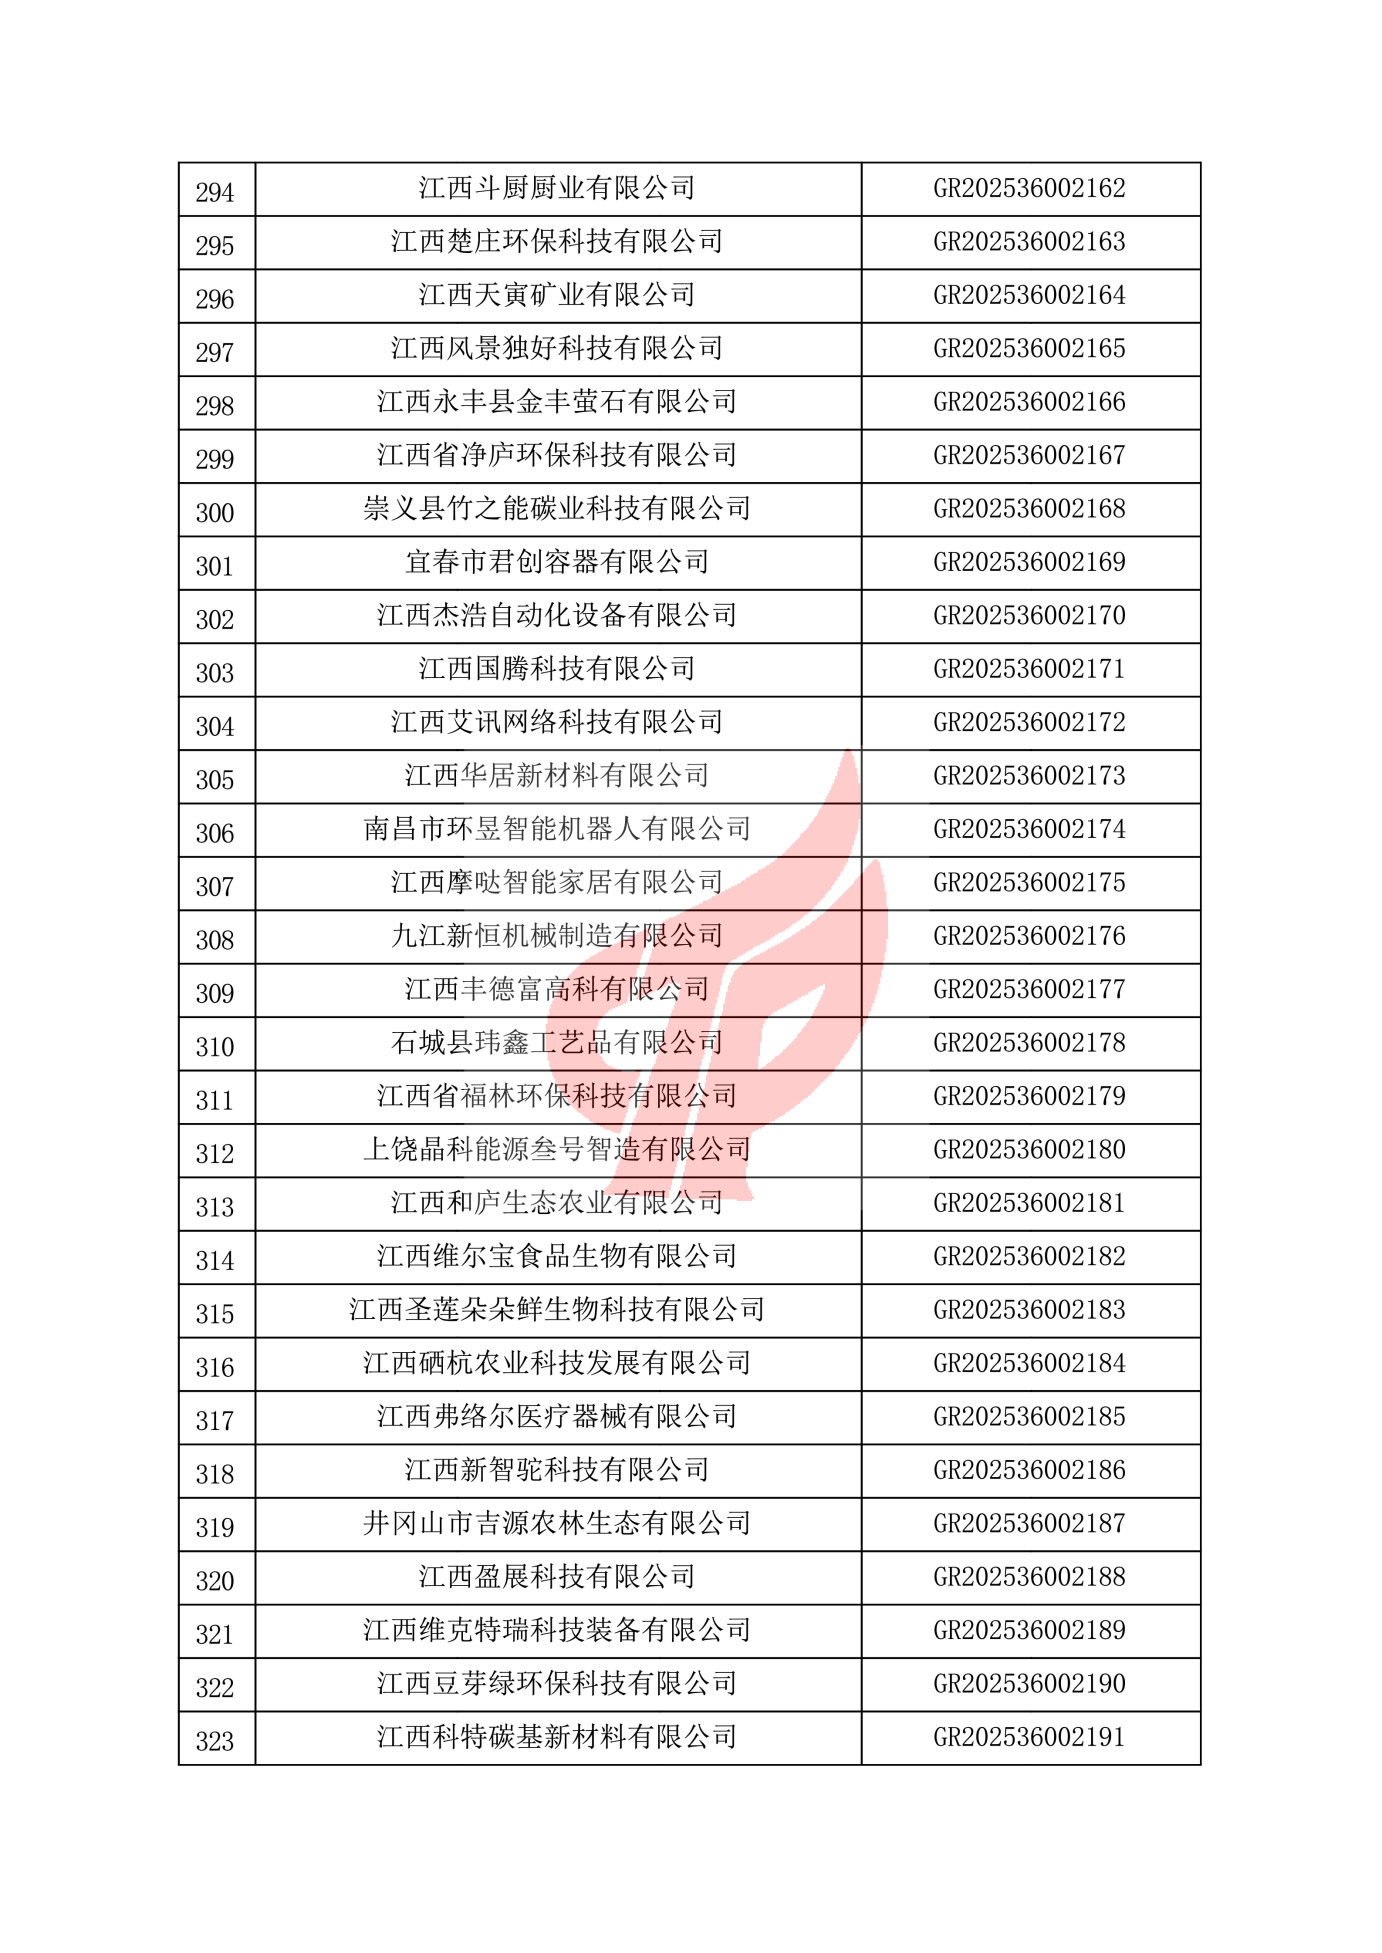 294 江西斗厨厨业有限公司 GR202536002162
295 江西楚庄环保科技有限公司 GR202536002163
296 江西天寅矿业有限公司 GR202536002164
297 江西风景独好科技有限公司 GR202536002165
298 江西永丰县金丰萤石有限公司 GR202536002166
299 江西省净庐环保科技有限公司 GR202536002167
300 崇义县竹之能碳业科技有限公司 GR202536002168
301 宜春市君创容器有限公司 GR202536002169
302 江西杰浩自动化设备有限公司 GR202536002170
303 江西国腾科技有限公司 GR202536002171
304 江西艾讯网络科技有限公司 GR202536002172
305 江西华居新材料有限公司 GR202536002173
306 南昌市环昱智能机器人有限公司 GR202536002174
307 江西摩哒智能家居有限公司 GR202536002175
308 九江新恒机械制造有限公司 GR202536002176
309 江西丰德富高科有限公司 GR202536002177
310 石城县玮鑫工艺品有限公司 GR202536002178
311 江西省福林环保科技有限公司 GR202536002179
312 上饶晶科能源叁号智造有限公司 GR202536002180
313 江西和庐生态农业有限公司 GR202536002181
314 江西维尔宝食品生物有限公司 GR202536002182
315 江西圣莲朵朵鲜生物科技有限公司 GR202536002183
316 江西硒杭农业科技发展有限公司 GR202536002184
317 江西弗络尔医疗器械有限公司 GR202536002185
318 江西新智驼科技有限公司 GR202536002186
319 井冈山市吉源农林生态有限公司 GR202536002187
320 江西盈展科技有限公司 GR202536002188
321 江西维克特瑞科技装备有限公司 GR202536002189
322 江西豆芽绿环保科技有限公司 GR202536002190
323 江西科特碳基新材料有限公司 GR202536002191